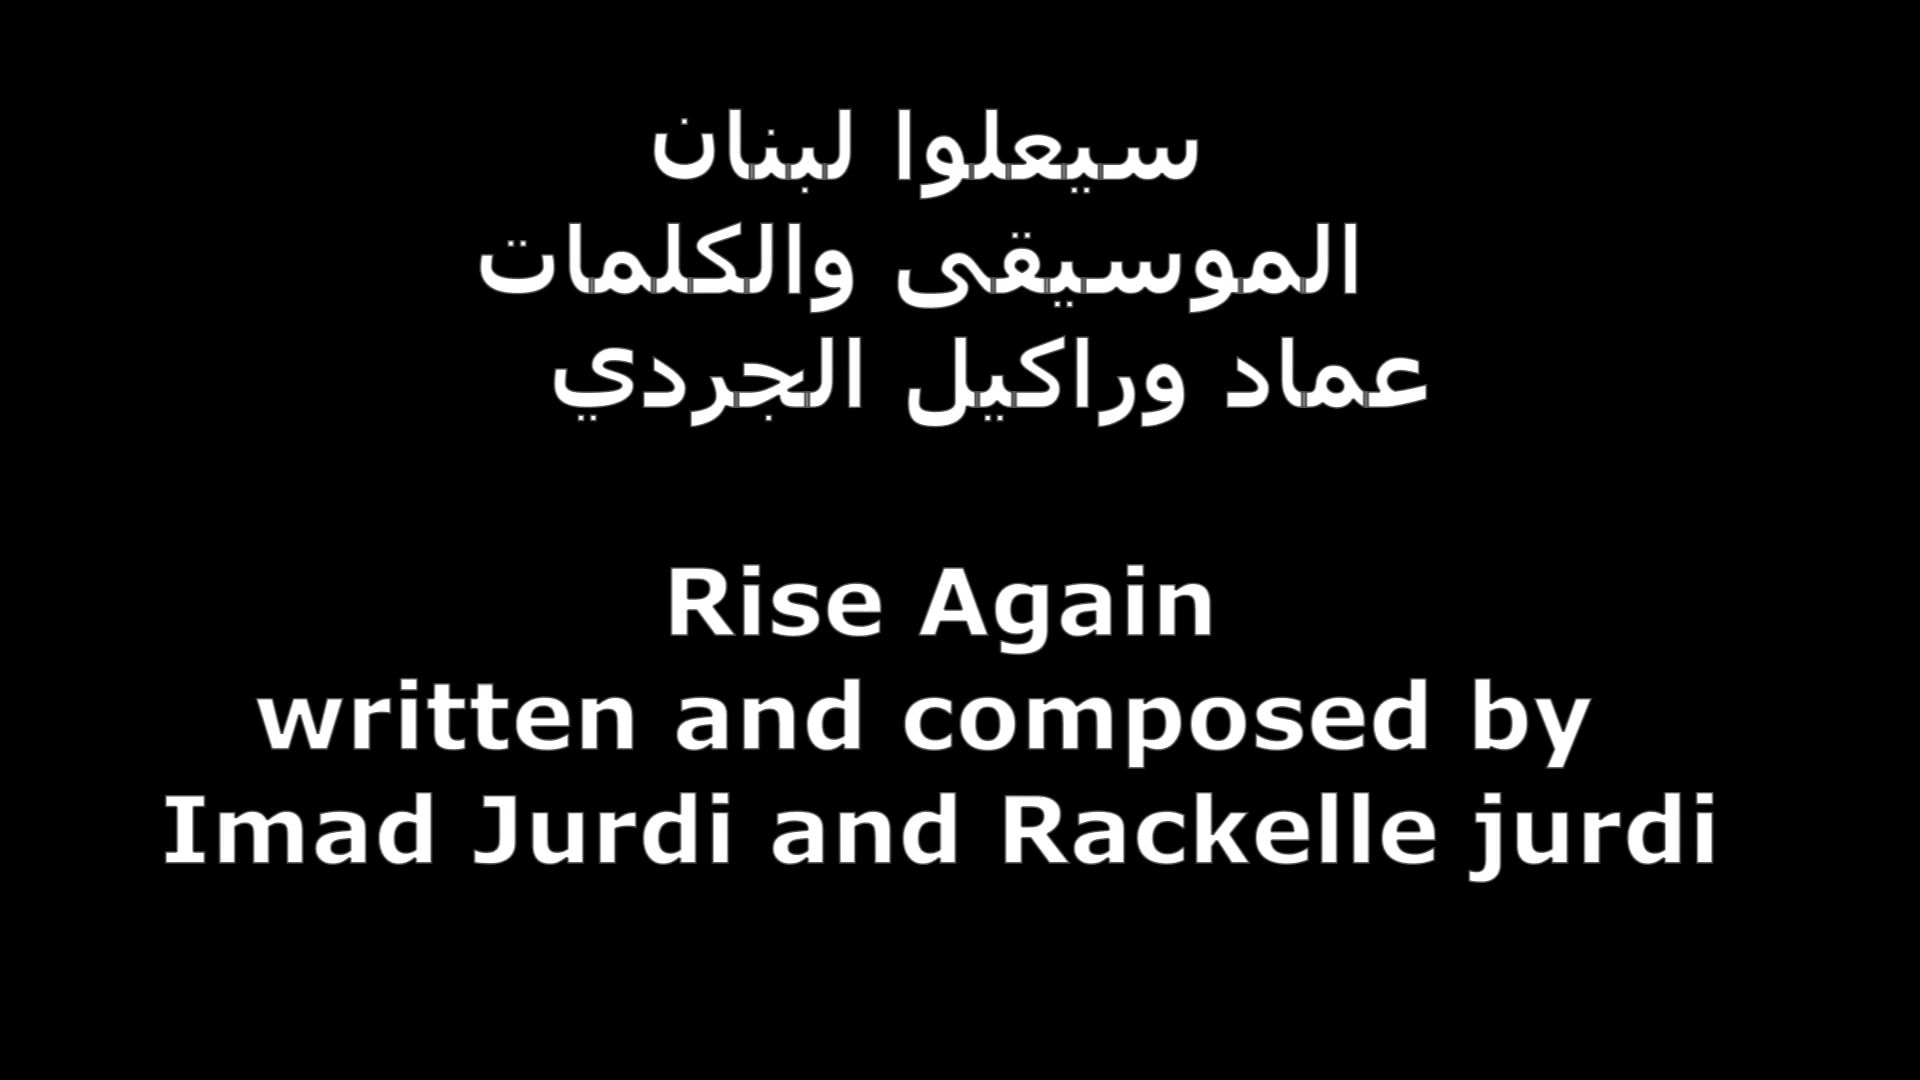 سيعلوا لبنان
الموسيقى والكلمات
عماد وراكيل الجردي
Rise Again
written and composed by
Imad Jurdi and Rackelle jurdi